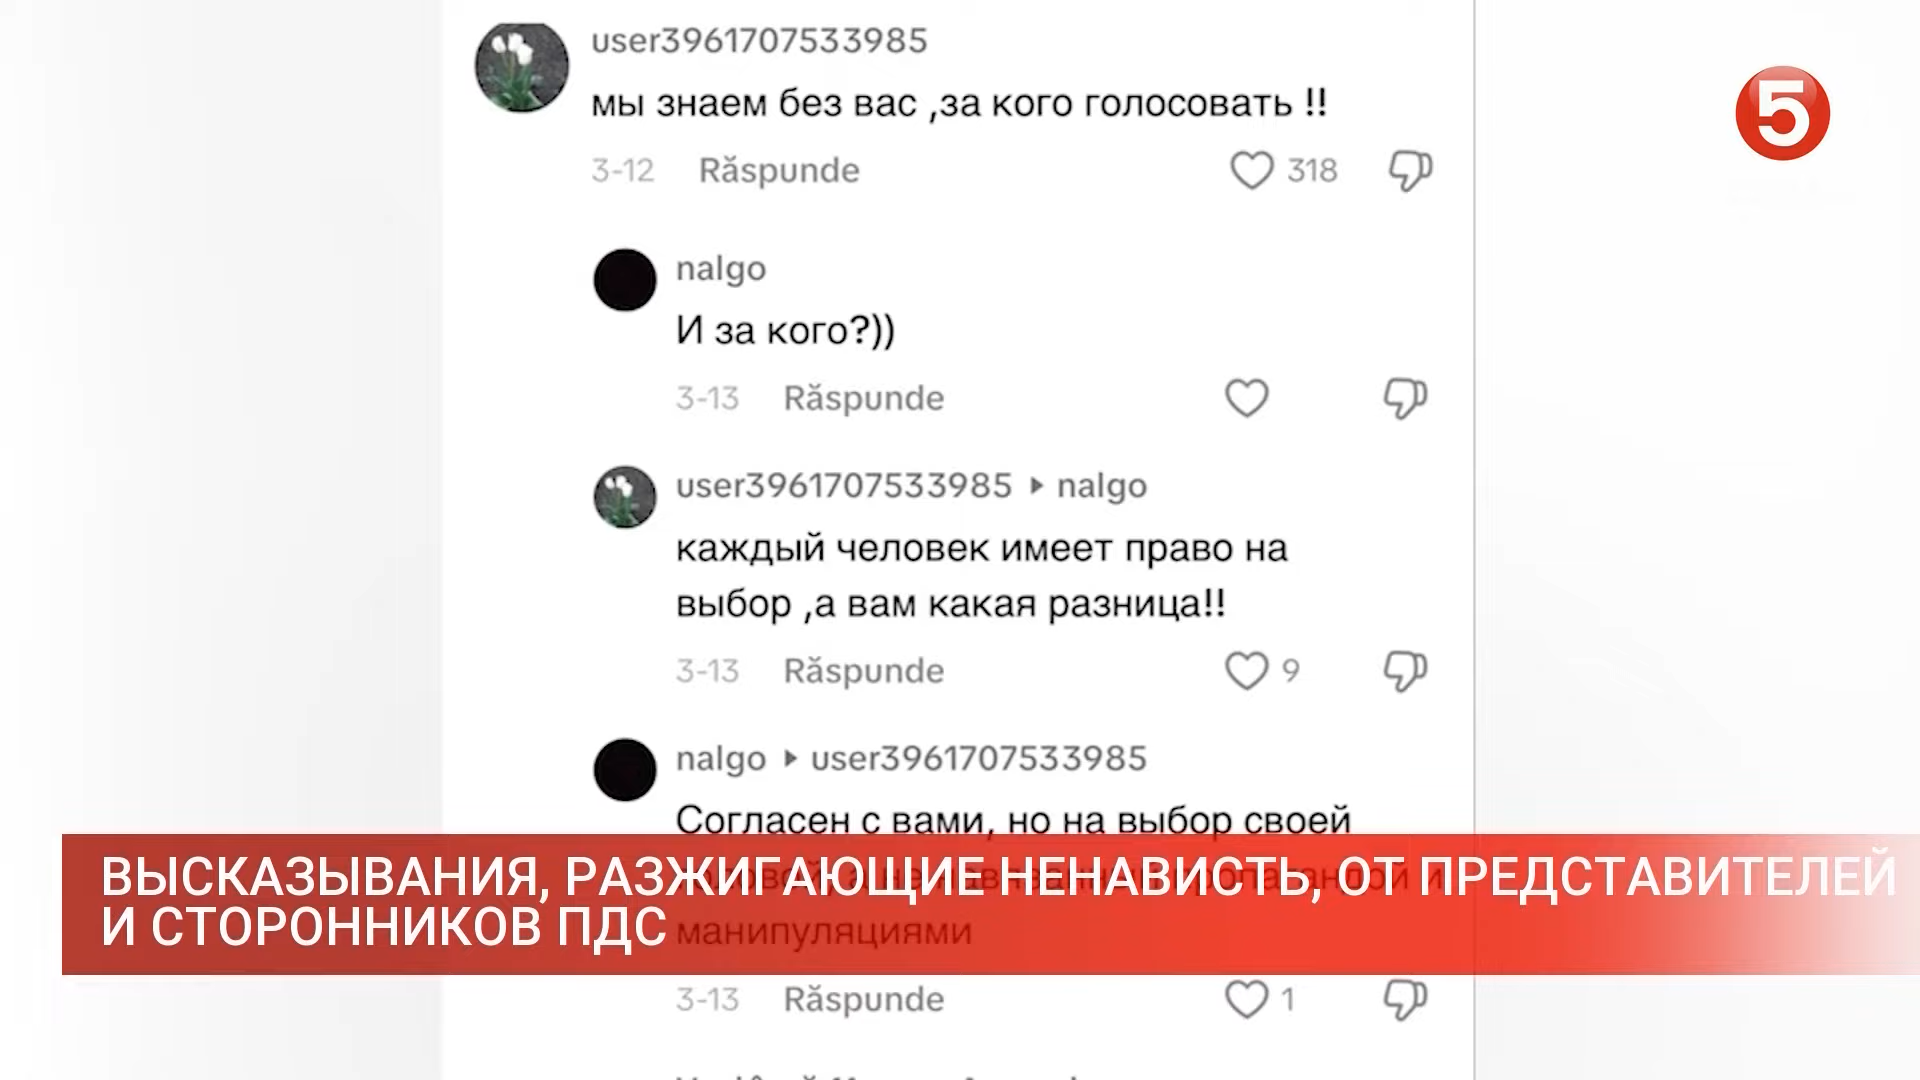 user3961707533985
мы знаем без вас ,за кого голосовать !!
3-12 Răspunde 318
5
nalgo
И за кого?))
3-13 Răspunde
user3961707533985 ▸ nalgo
каждый человек имеет право на
выбор ,а вам какая разница!!
3-13 Răspunde 9
nalgo ▸ user3961707533985
Согласен с вами, но на выбор своей
ВЫСКАЗЫВАНИЯ, РАЗЖИГАЮЩИЕ НЕНАВИСТЬ, ОТ ПРЕДСТАВИТЕЛЕЙ
И СТОРОННИКОВ ПДС
манипуляциями
3-13 Răspunde 1